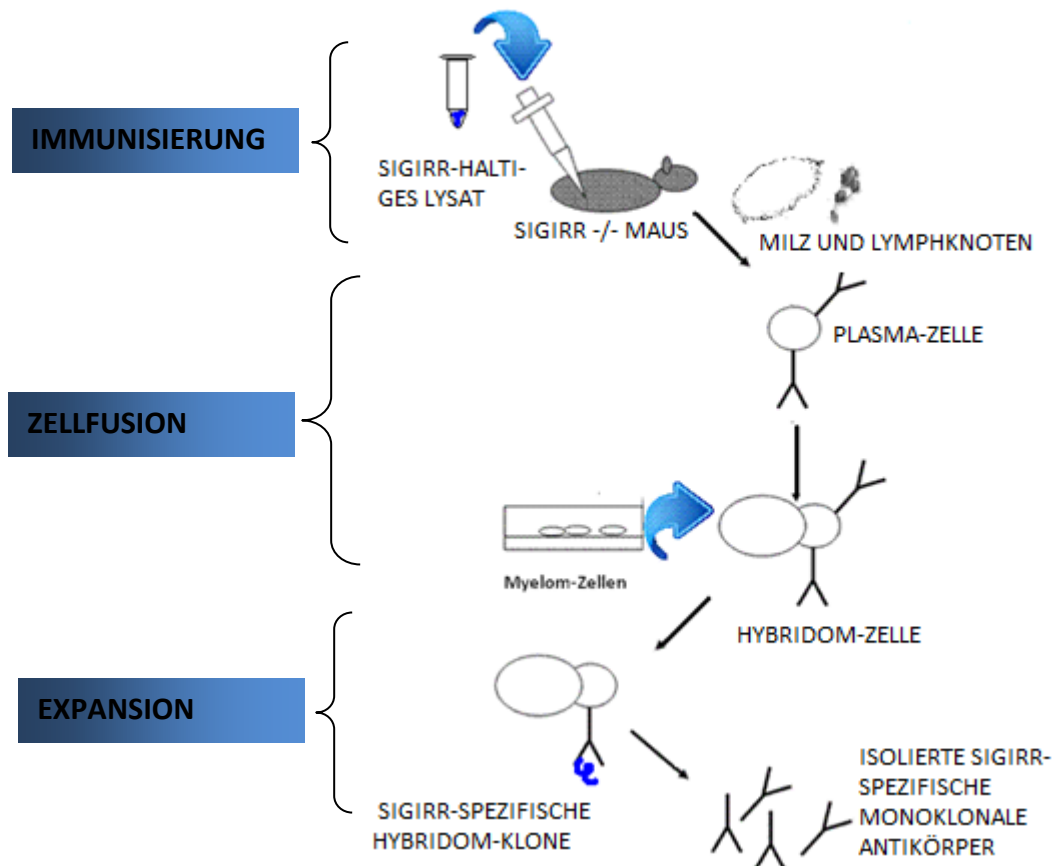 IMMUNISIERUNG
SIGIRR-HALTI-
GES LYSAT
SIGIRR -/- MAUS
MILZ UND LYMPHKNOTEN
PLASMA-ZELLE
ZELLFUSION
Myelom-Zellen
HYBRIDOM-ZELLE
EXPANSION
SIGIRR-SPEZIFISCHE
HYBRIDOM-KLONE
ISOLIERTE SIGIRR-
SPEZIFISCHE
MONOKLONALE
ANTIKÖRPER